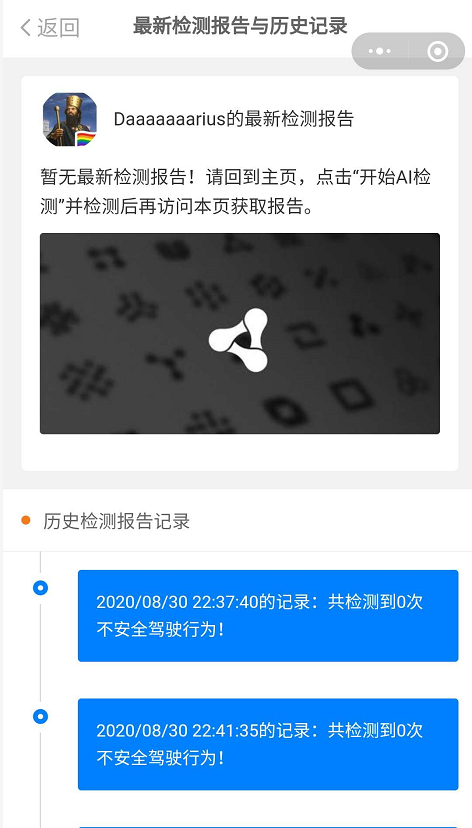 返回
最新检测报告与历史记录
Daaaaaaarius的最新检测报告
暂无最新检测报告！请回到主页，点击“开始AI检
测”并检测后再访问本页获取报告。
历史检测报告记录
2020/08/30 22:37:40的记录：共检测到0次
不安全驾驶行为！
2020/08/30 22:41:35的记录：共检测到0次
不安全驾驶行为！